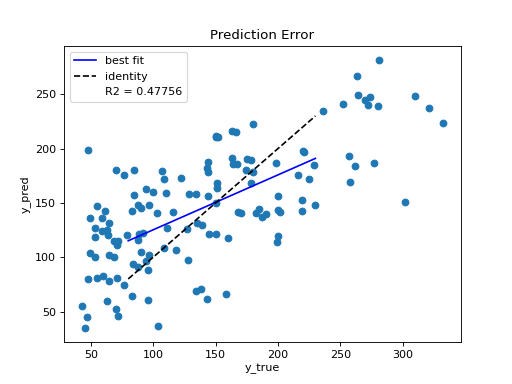 Prediction Error
best fit
identity
R2 = 0.47756
y_pred
250
200
150
100
50
50 100 150 200 250 300
y_true